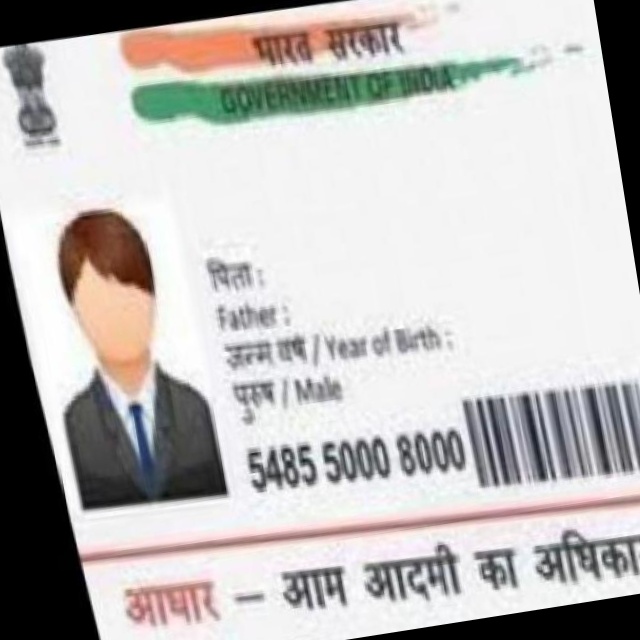 भारत सरकार
GOVERNMENT OF INDIA
पिता :
Father :
जन्म वर्ष / Year of Birth :
पुरुष / Male
5485 5000 8000
आधार – आम आदमी का अधिका